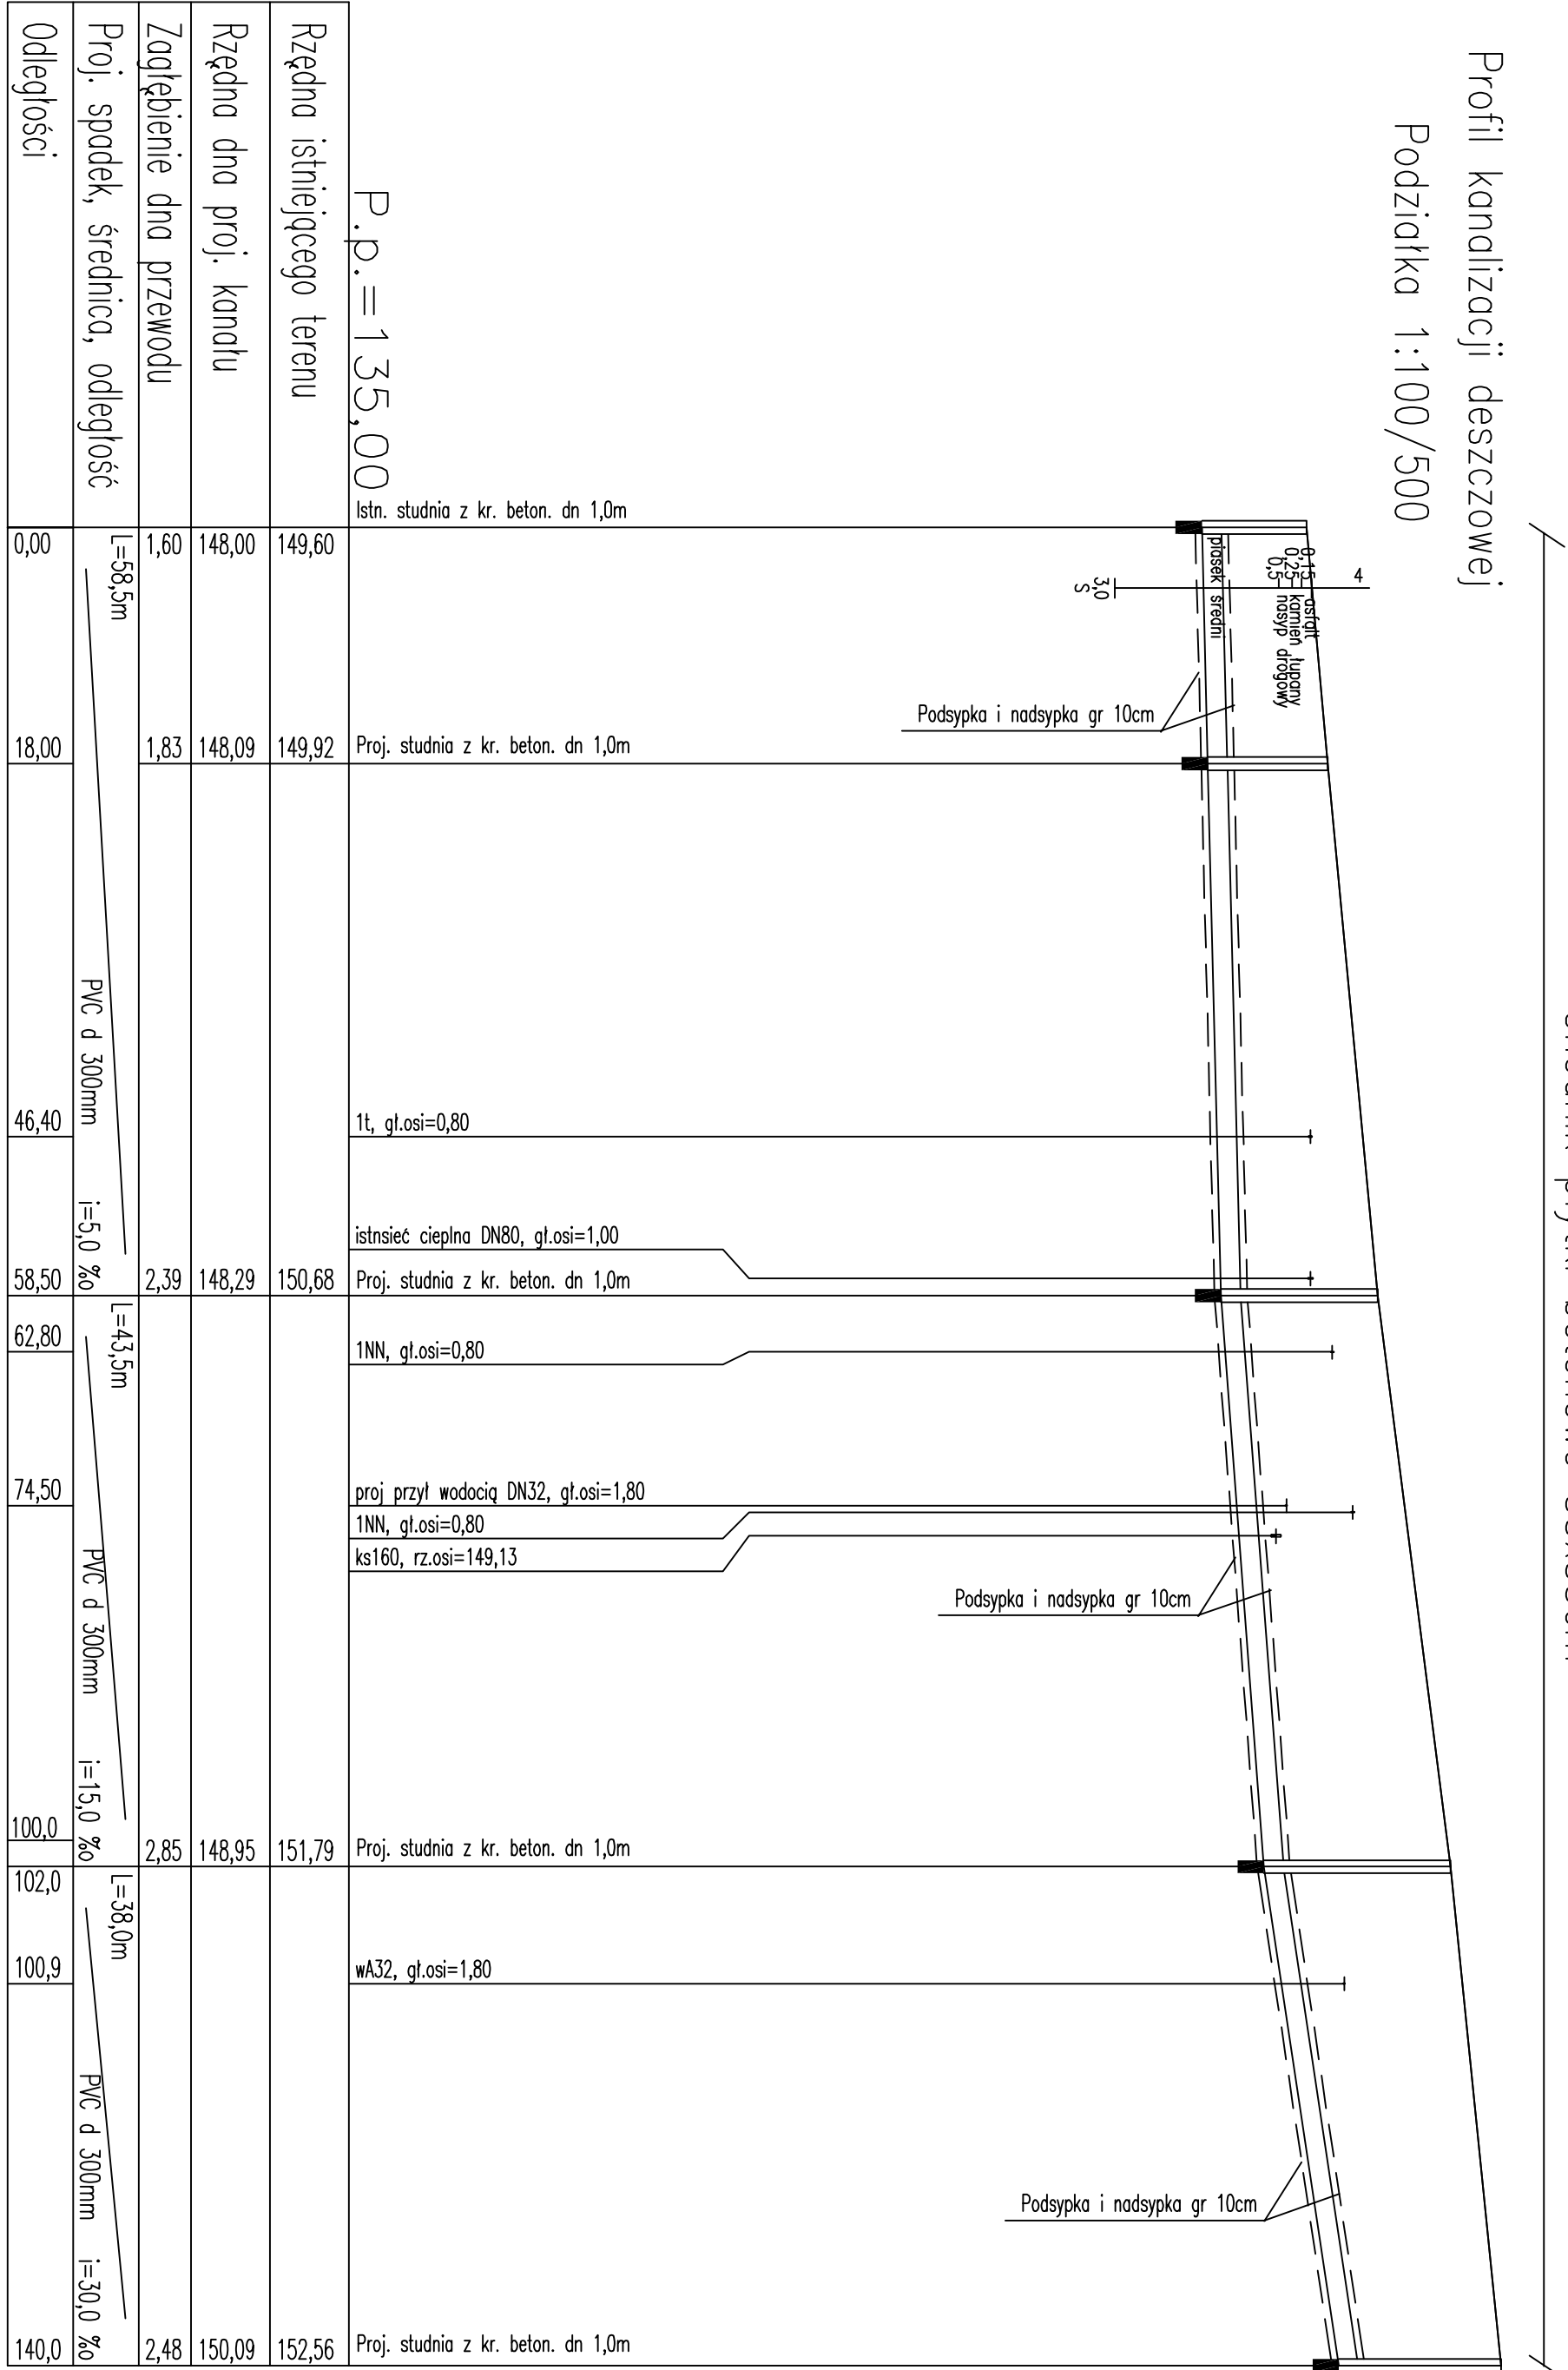 Profil kanalizacji deszczowej
Podziałka 1:100/500
4
0,15
asfalt
0,25
kamień łupany
0,5
nasyp drogowy
piasek średni
3,0
S
Podsypka i nadsypka gr 10cm
Podsypka i nadsypka gr 10cm
Podsypka i nadsypka gr 10cm
P.p.=135,00
Istn. studnia z kr. beton. dn 1,0m
Proj. studnia z kr. beton. dn 1,0m
1t, gł.osi=0,80
istnsieć cieplna DN80, gł.osi=1,00
Proj. studnia z kr. beton. dn 1,0m
1NN, gł.osi=0,80
proj przył wodocią DN32, gł.osi=1,80
1NN, gł.osi=0,80
ks160, rz.osi=149,13
Proj. studnia z kr. beton. dn 1,0m
wA32, gł.osi=1,80
Proj. studnia z kr. beton. dn 1,0m
Rzędna istniejącego terenu
149,60
149,92
150,68
151,79
152,56
Rzędna dna proj. kanału
148,00
148,09
148,29
148,95
150,09
Zagłębienie dna przewodu
1,60
1,83
2,39
2,85
2,48
Proj. spadek, średnica, odległość
L=58,5m
PVC d 300mm
i=5,0 ‰
L=43,5m
PVC d 300mm
i=15,0 ‰
L=38,0m
PVC d 300mm
i=30,0 ‰
Odległości
0,00
18,00
46,40
58,50
62,80
74,50
100,0
102,0
100,9
140,0